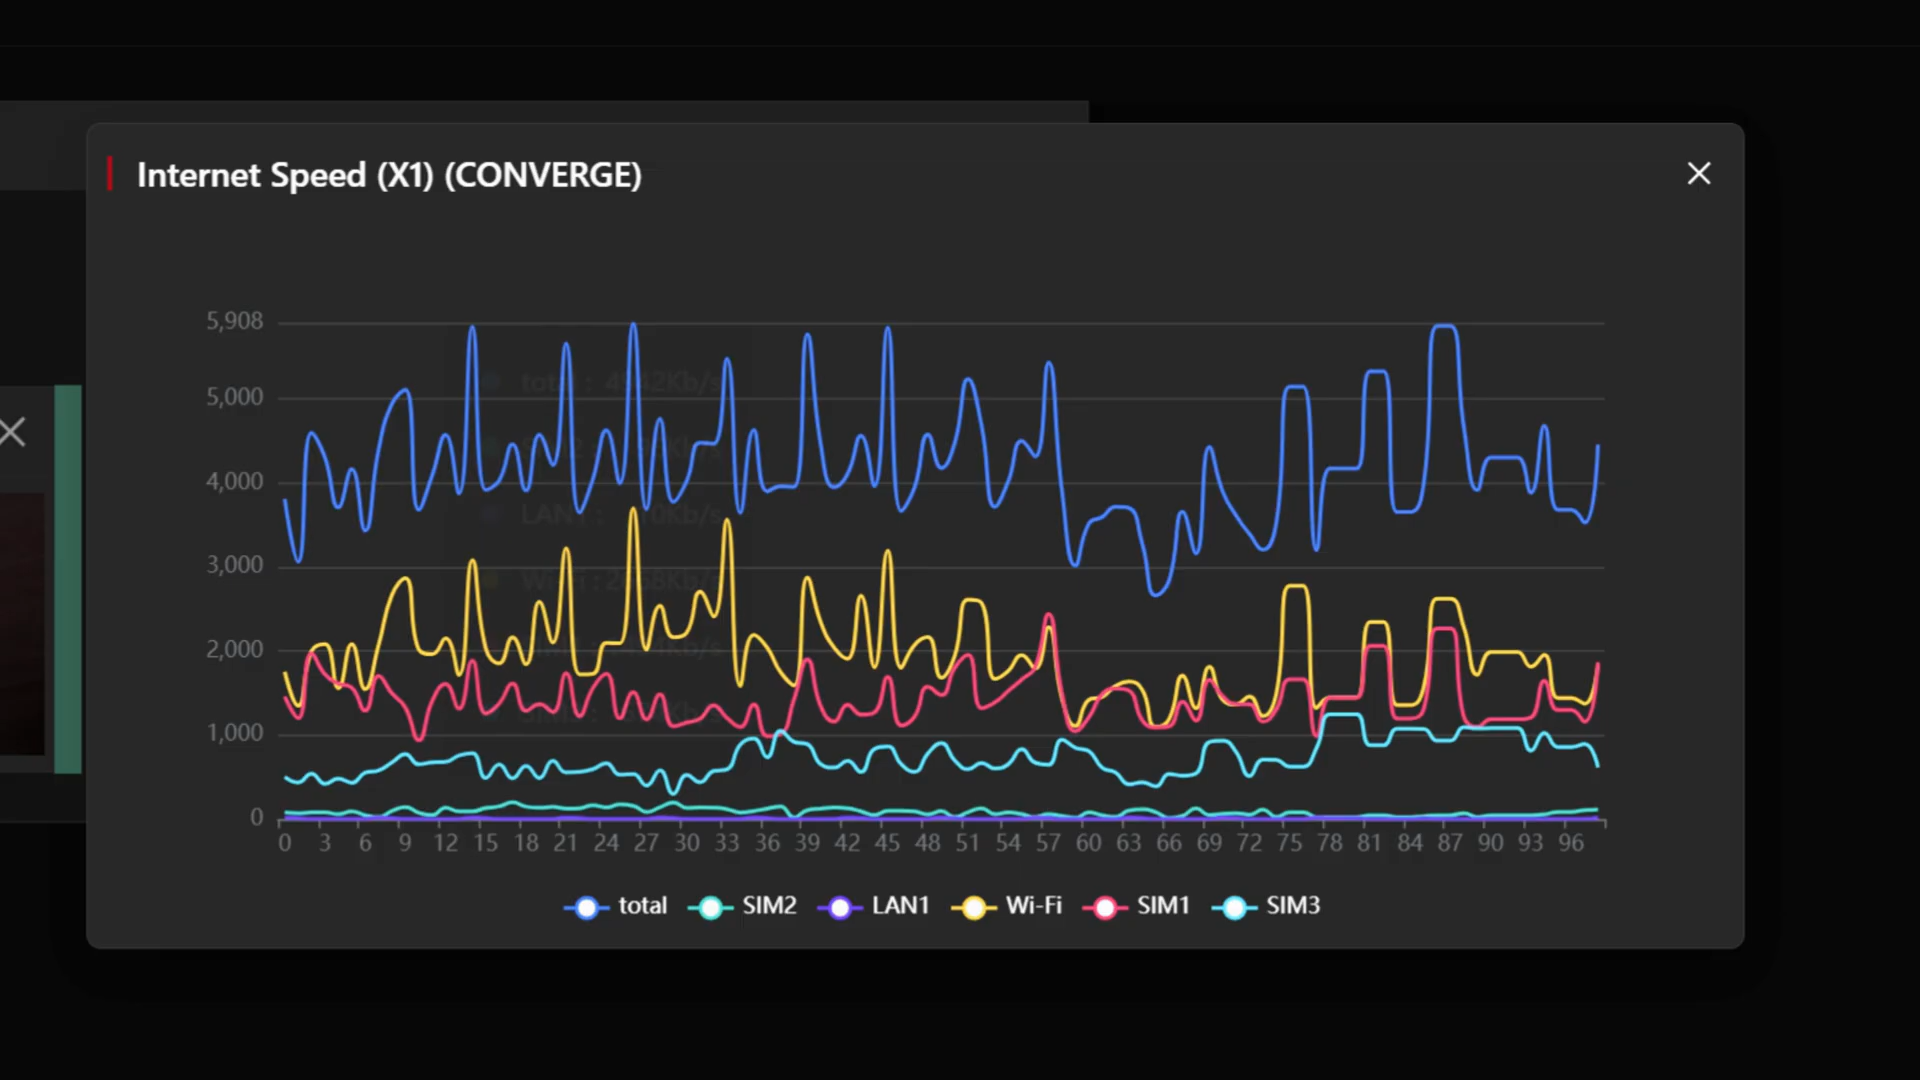 Internet Speed (X1) (CONVERGE)
5,908
5,000
4,000
3,000
2,000
1,000
0
0 3 6 9 12 15 18 21 24 27 30 33 36 39 42 45 48 51 54 57 60 63 66 69 72 75 78 81 84 87 90 93 96
total SIM2 LAN1 Wi-Fi SIM1 SIM3